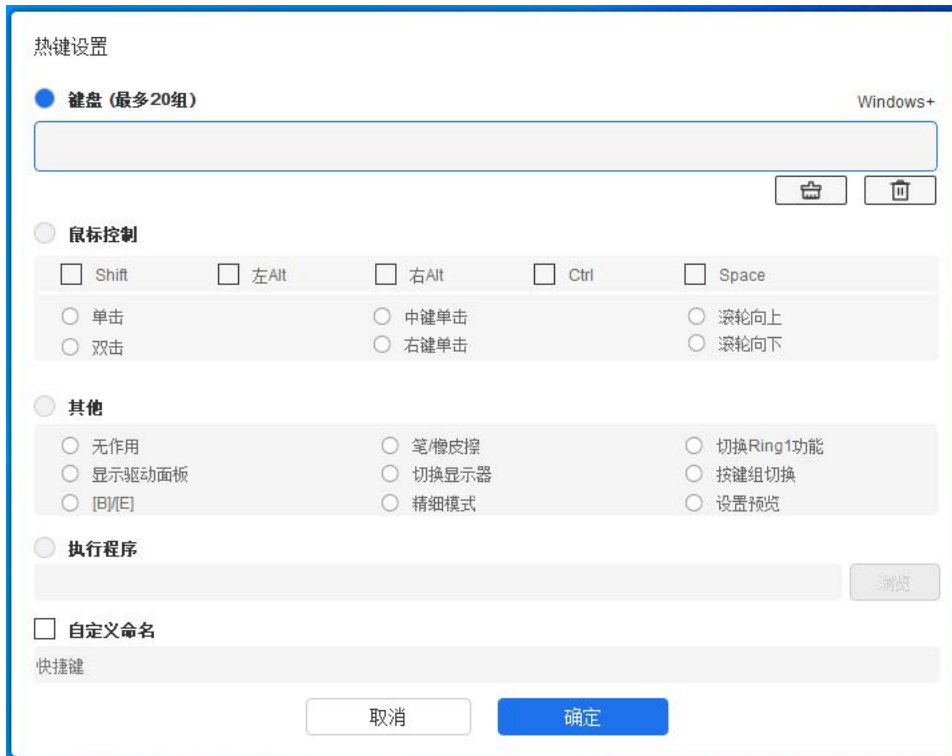 热键设置
键盘 (最多20组)
Windows+
鼠标控制
Shift 左Alt 右Alt Ctrl Space
单击 中键单击 滚轮向上
双击 右键单击 滚轮向下
其他
无作用 笔/橡皮擦 切换Ring1功能
显示驱动面板 切换显示器 按键组切换
[B]/[E] 精细模式 设置预览
执行程序
浏览
自定义命名
快捷键
取消 确定